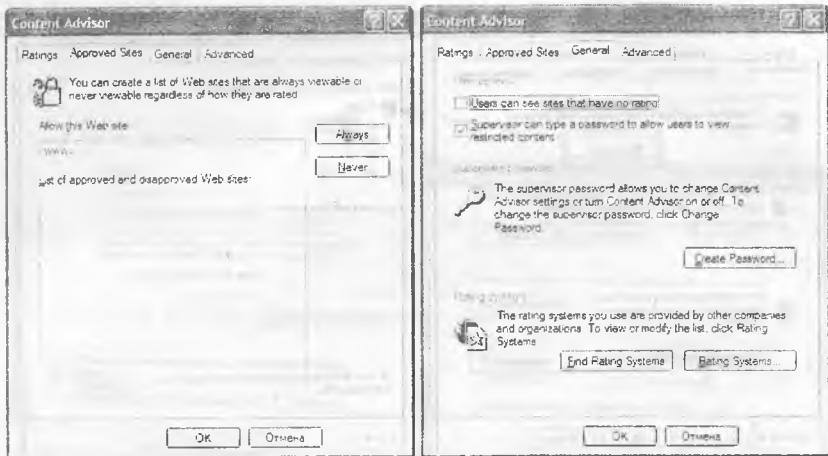 Content Advisor
Ratings Approved Sites General Advanced
You can create a list of Web sites that are always viewable or
never viewable regardless of how they are rated
Allow this Web site
Always
Never
List of approved and disapproved Web sites:
OK Отмена
Content Advisor
Ratings Approved Sites General Advanced
Users can see sites that have no rating
Supervisor can type a password to allow users to view
restricted content
The supervisor password allows you to change Content
Advisor settings or turn Content Advisor on or off. To
change the supervisor password, click Change
Password.
Create Password...
The rating systems you use are provided by other companies
and organizations. To view or modify the list, click Rating
Systems
Find Rating Systems Rating Systems...
OK Отмена